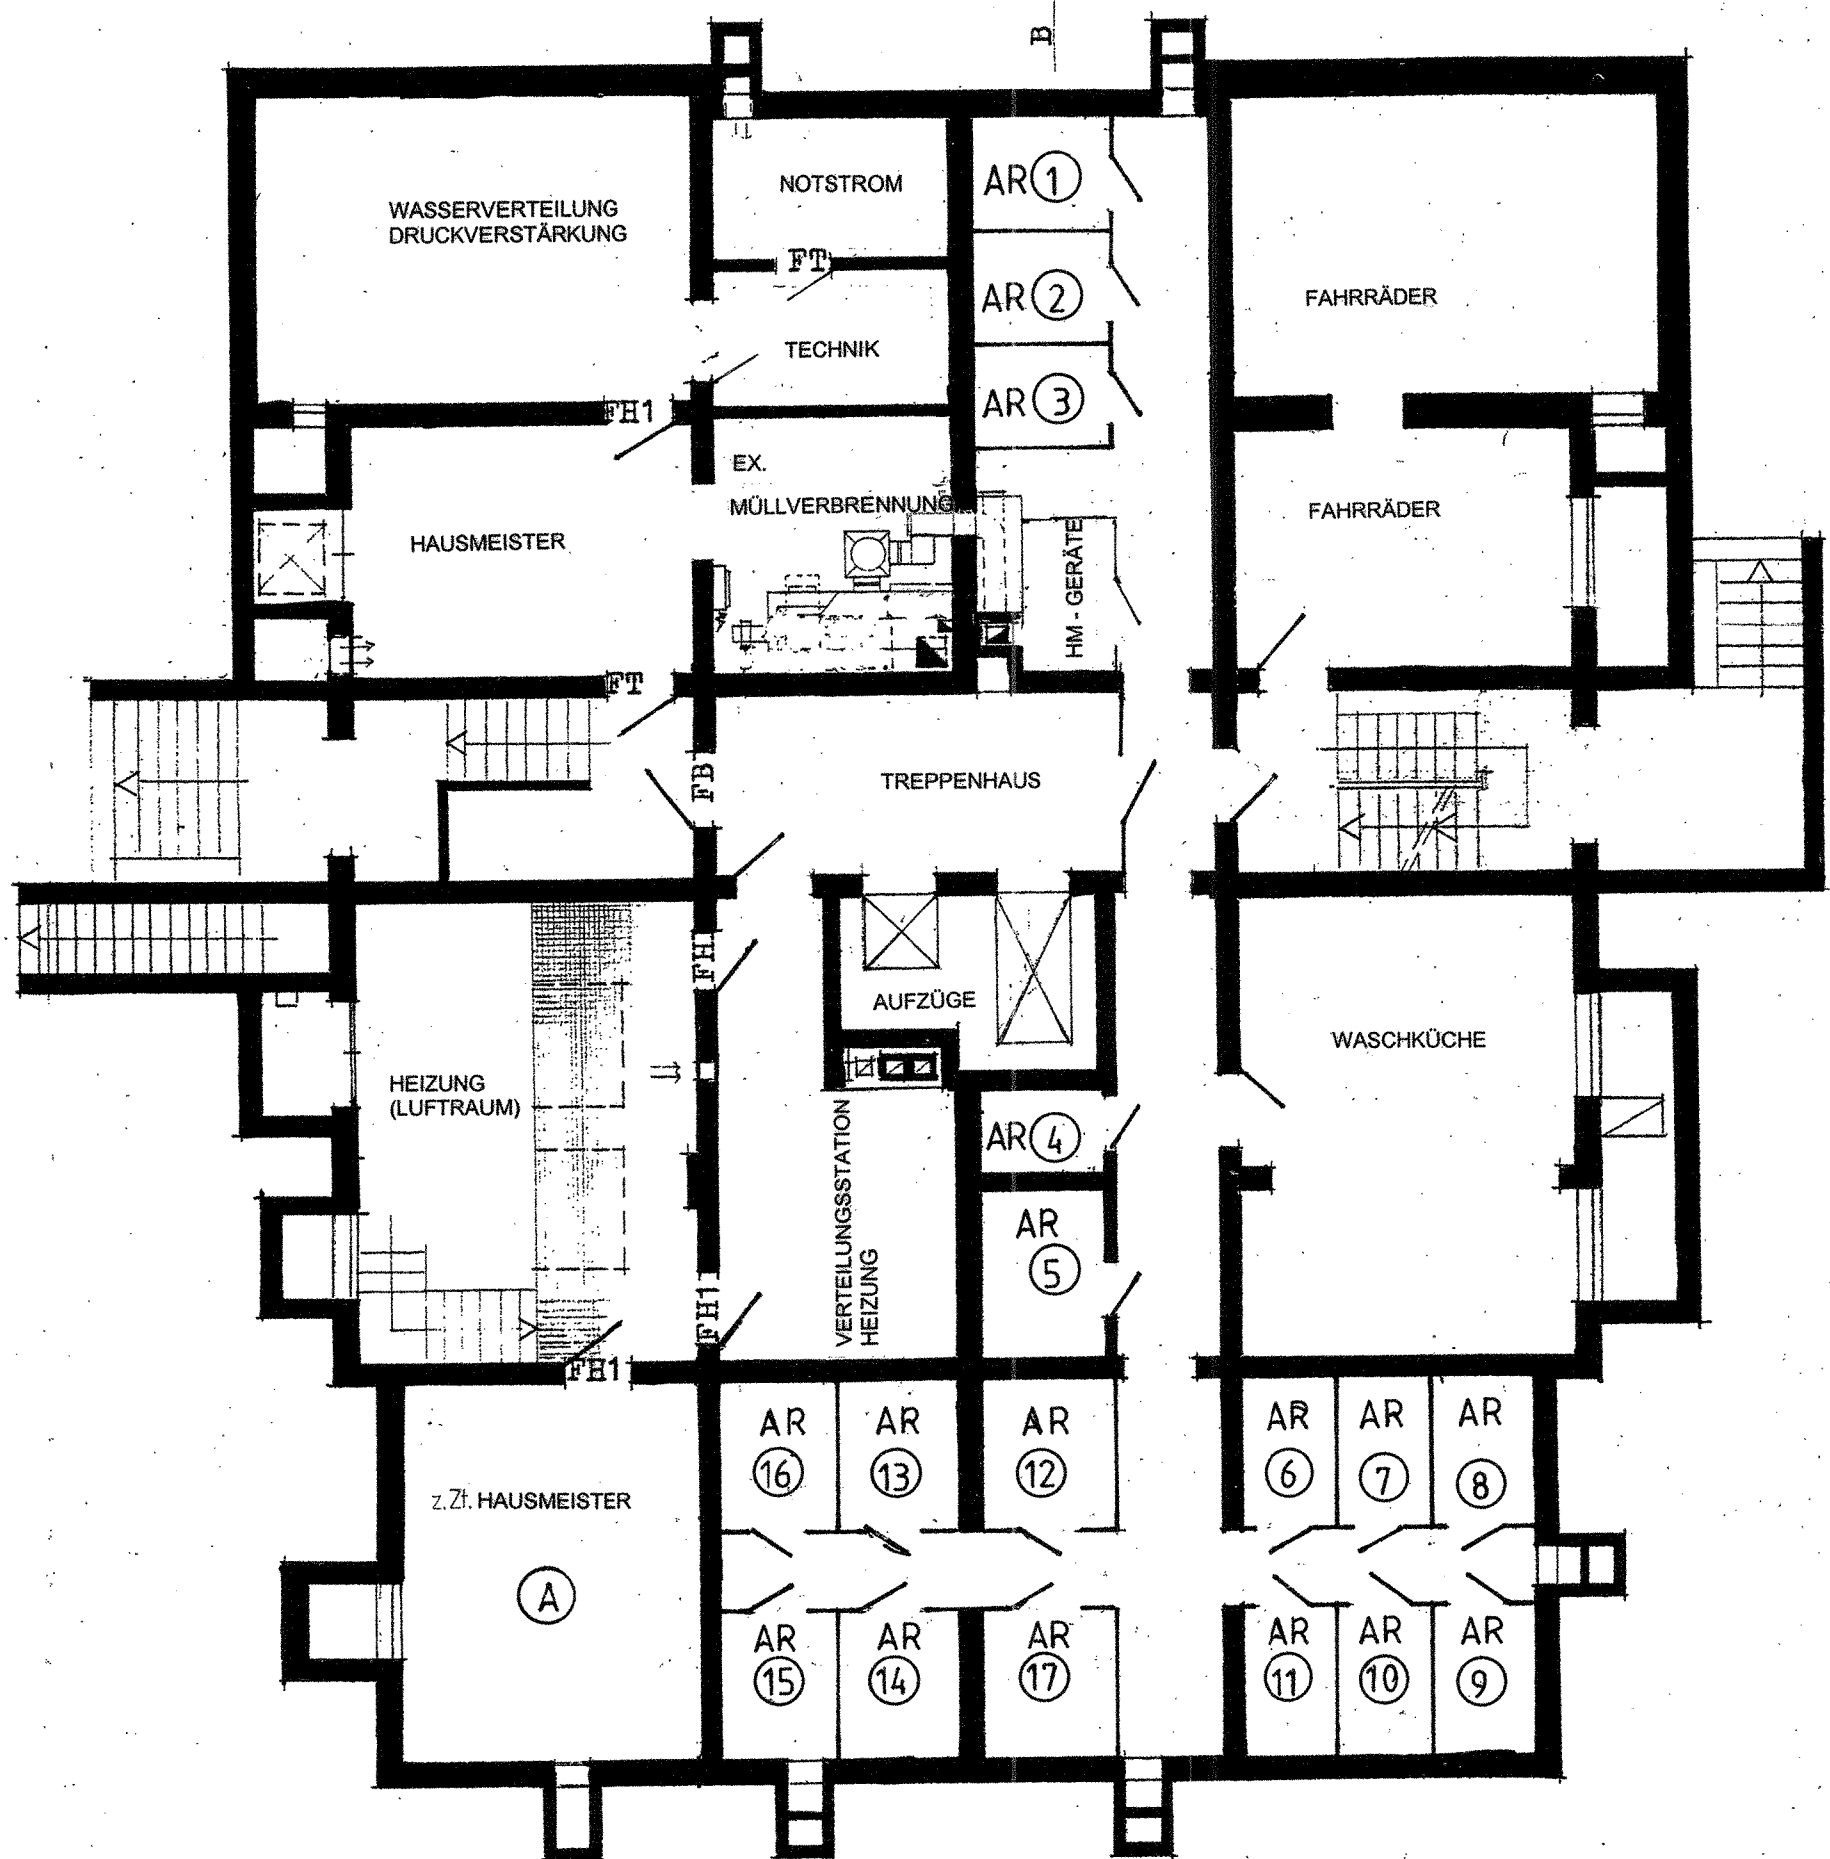 B
NOTSTROM
AR 1
WASSERVERTEILUNG
DRUCKVERSTÄRKUNG
FT
AR 2
FAHRRÄDER
TECHNIK
AR 3
FH1
EX.
MÜLLVERBRENNUNG
FAHRRÄDER
HAUSMEISTER
HM - GERÄTE
FT
FB
TREPPENHAUS
FH
AUFZÜGE
WASCHKÜCHE
HEIZUNG
(LUFTRAUM)
VERTEILUNGSSTATION
HEIZUNG
AR 4
AR
5
FH1
FH1
AR
16
AR
13
AR
12
AR
6
AR
7
AR
8
z.Zt. HAUSMEISTER
A
AR
15
AR
14
AR
17
AR
11
AR
10
AR
9